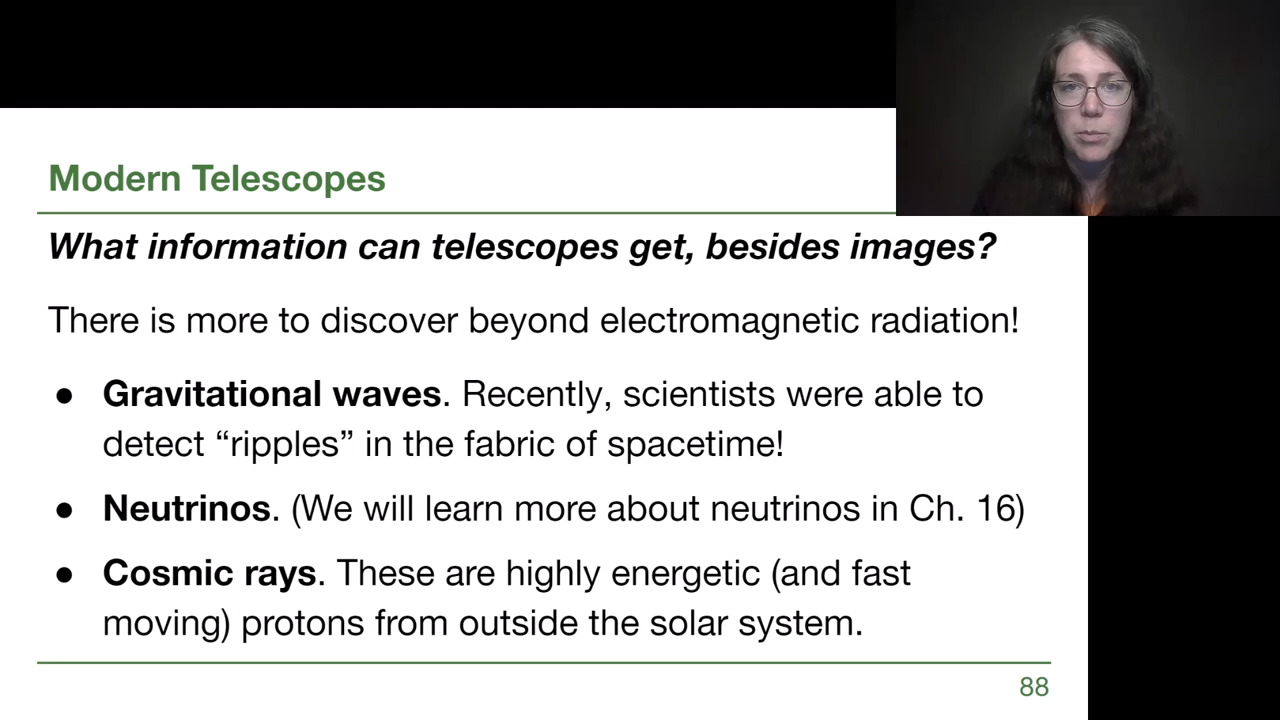 Modern Telescopes
What information can telescopes get, besides images?
There is more to discover beyond electromagnetic radiation!
● Gravitational waves. Recently, scientists were able to
detect “ripples” in the fabric of spacetime!
● Neutrinos. (We will learn more about neutrinos in Ch. 16)
● Cosmic rays. These are highly energetic (and fast
moving) protons from outside the solar system.
88